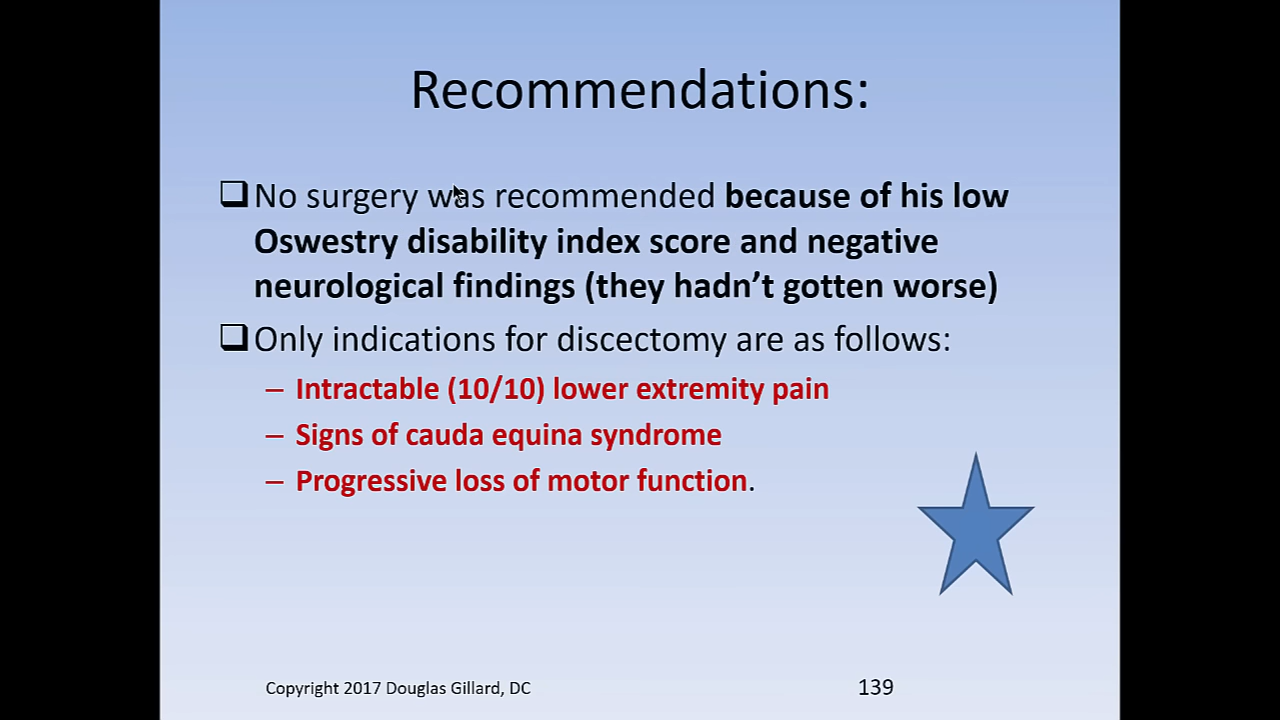 Recommendations:
❑No surgery was recommended because of his low
Oswestry disability index score and negative
neurological findings (they hadn’t gotten worse)
❑Only indications for discectomy are as follows:
– Intractable (10/10) lower extremity pain
– Signs of cauda equina syndrome
– Progressive loss of motor function.
Copyright 2017 Douglas Gillard, DC
139